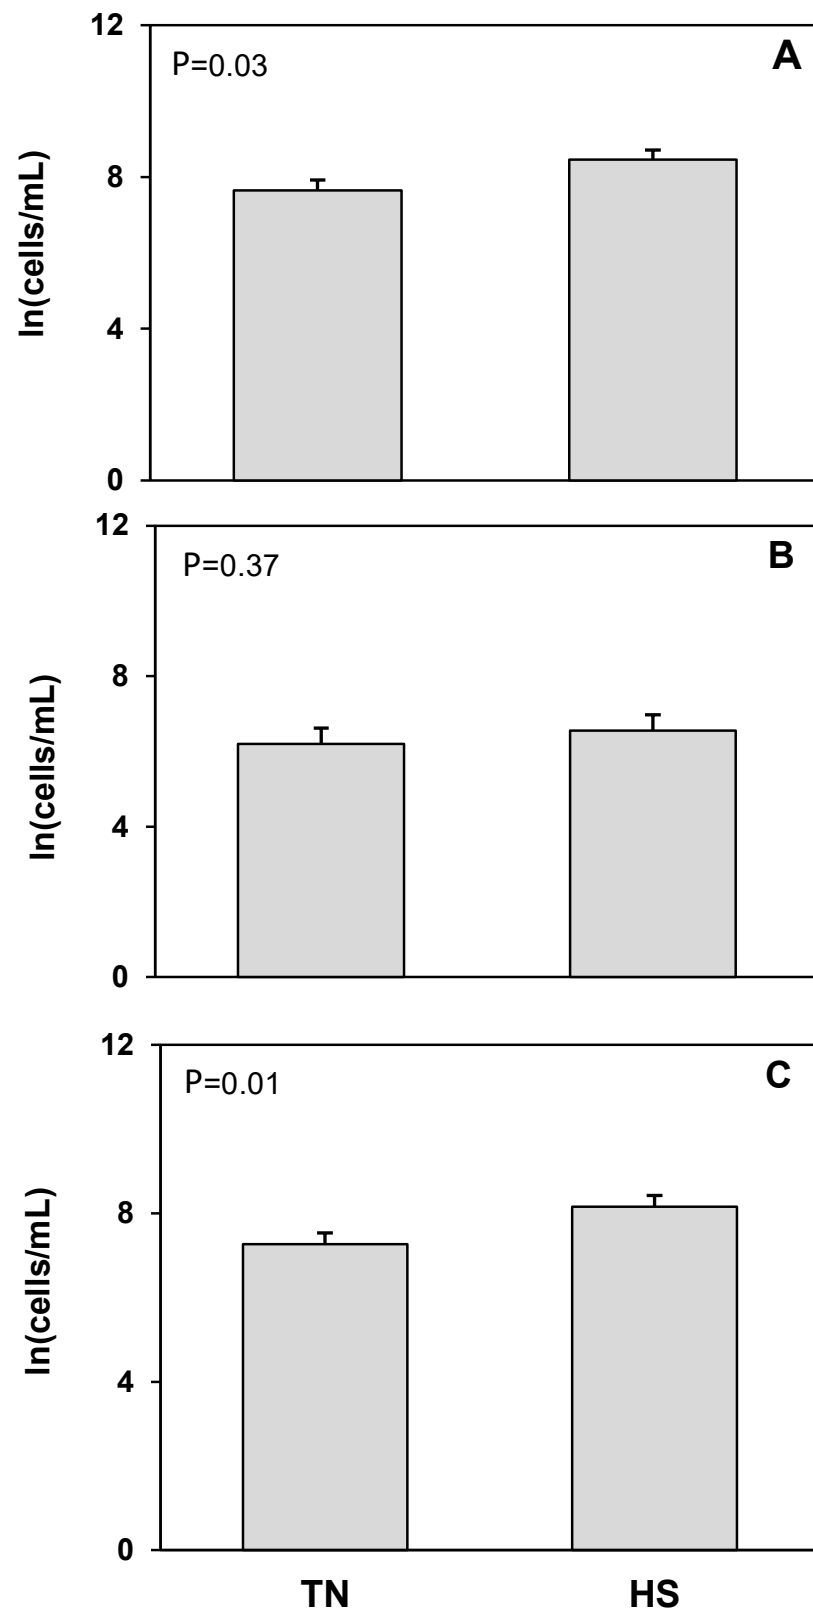 12
P=0.03
A
8
ln(cells/mL)
4
0
12
P=0.37
B
8
ln(cells/mL)
4
0
12
P=0.01
C
8
ln(cells/mL)
4
0
TN HS